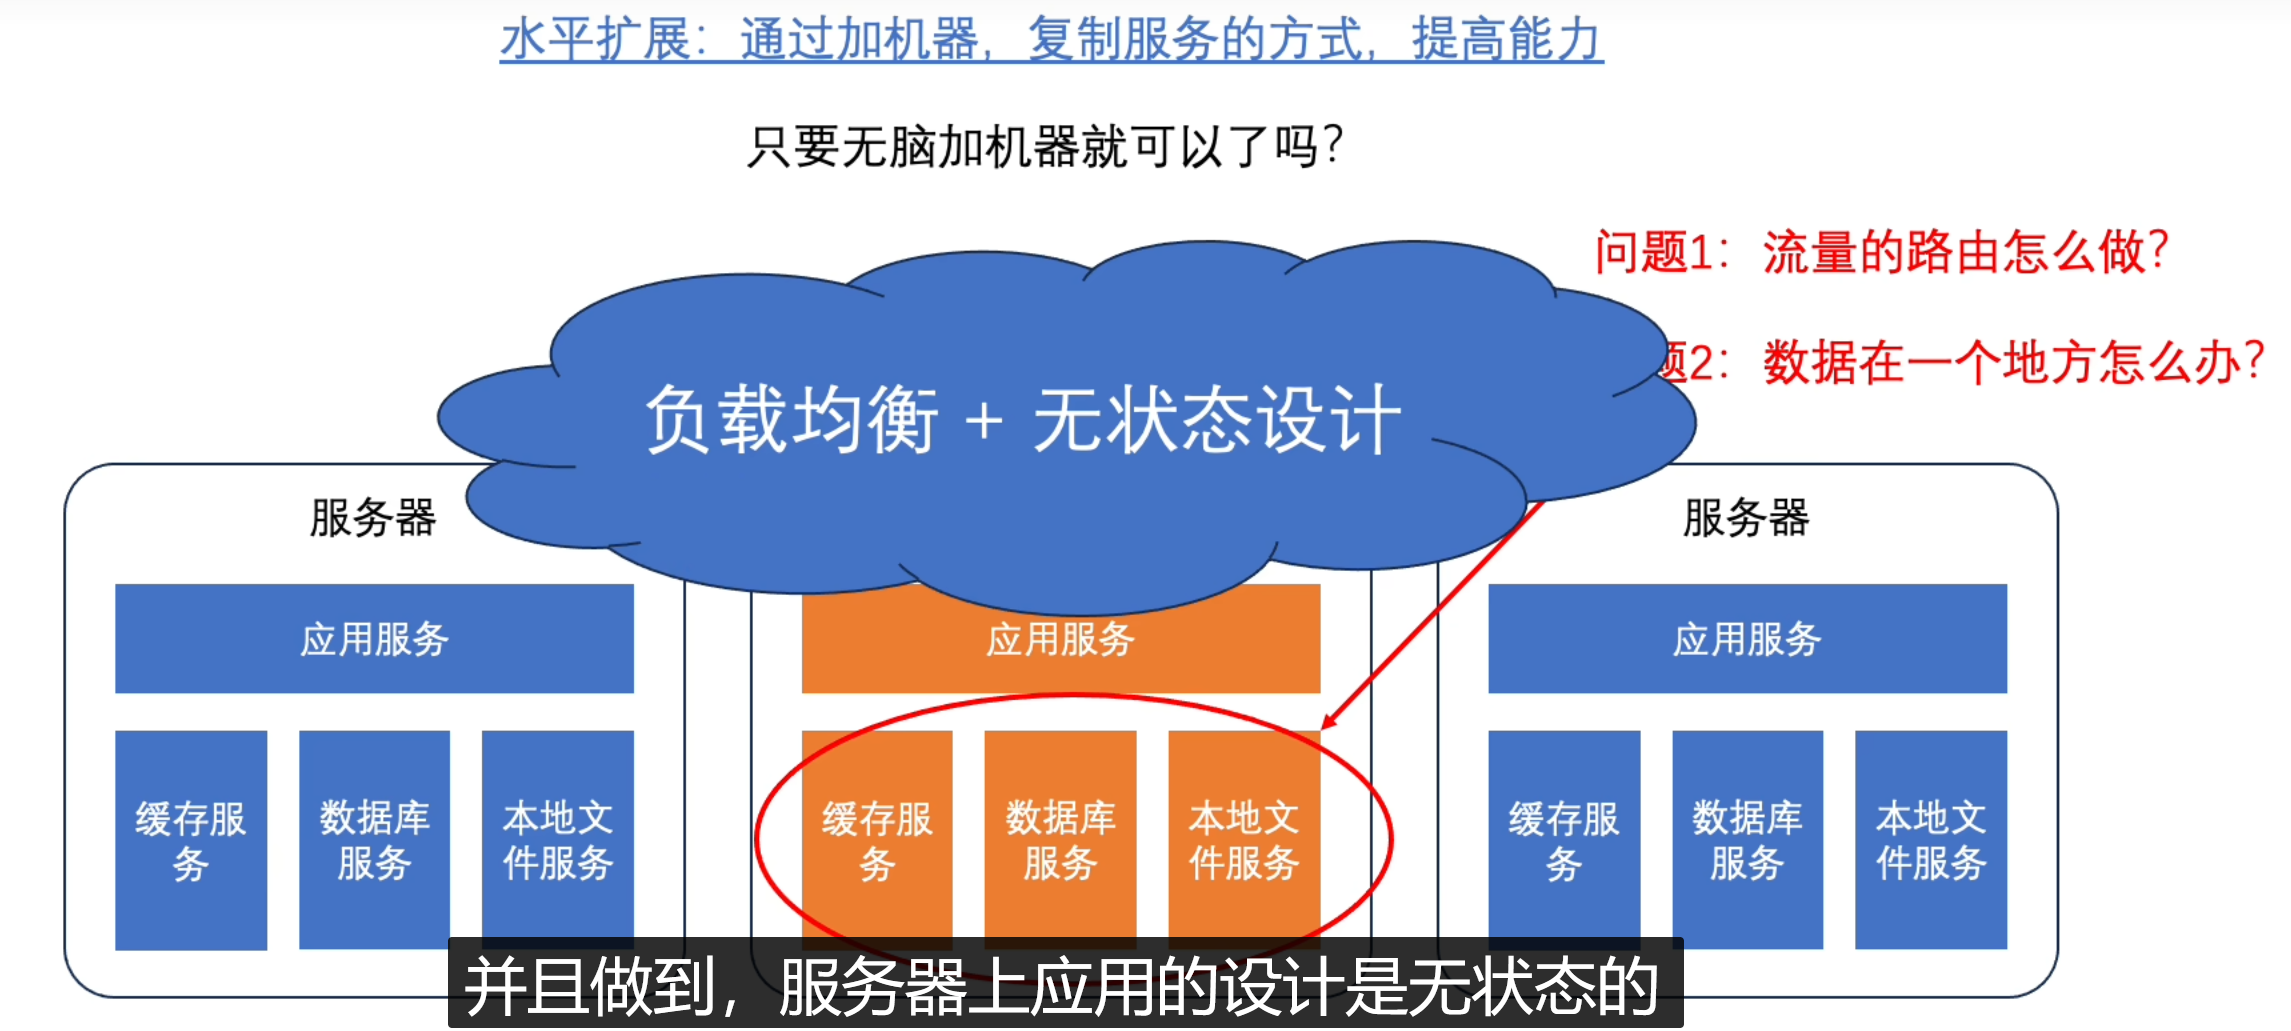 水平扩展：通过加机器，复制服务的方式，提高能力
只要无脑加机器就可以了吗？
问题1：流量的路由怎么做？
题2：数据在一个地方怎么办？
负载均衡 + 无状态设计
服务器
应用服务
缓存服
务
数据库
服务
本地文
件服务
应用服务
缓存服
务
数据库
服务
本地文
件服务
服务器
应用服务
缓存服
务
数据库
服务
本地文
件服务
并且做到，服务器上应用的设计是无状态的